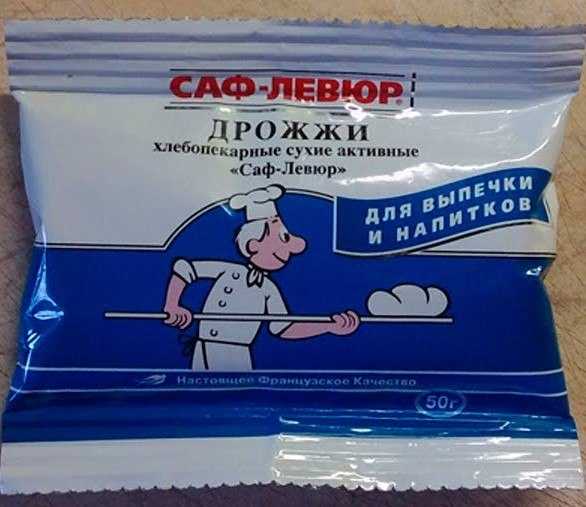 САФ-ЛЕВЮР®
ДРОЖЖИ
хлебопекарные сухие активные
«Саф-Левюр»
ДЛЯ ВЫПЕЧКИ
И НАПИТКОВ
Настоящее Французское Качество
50г